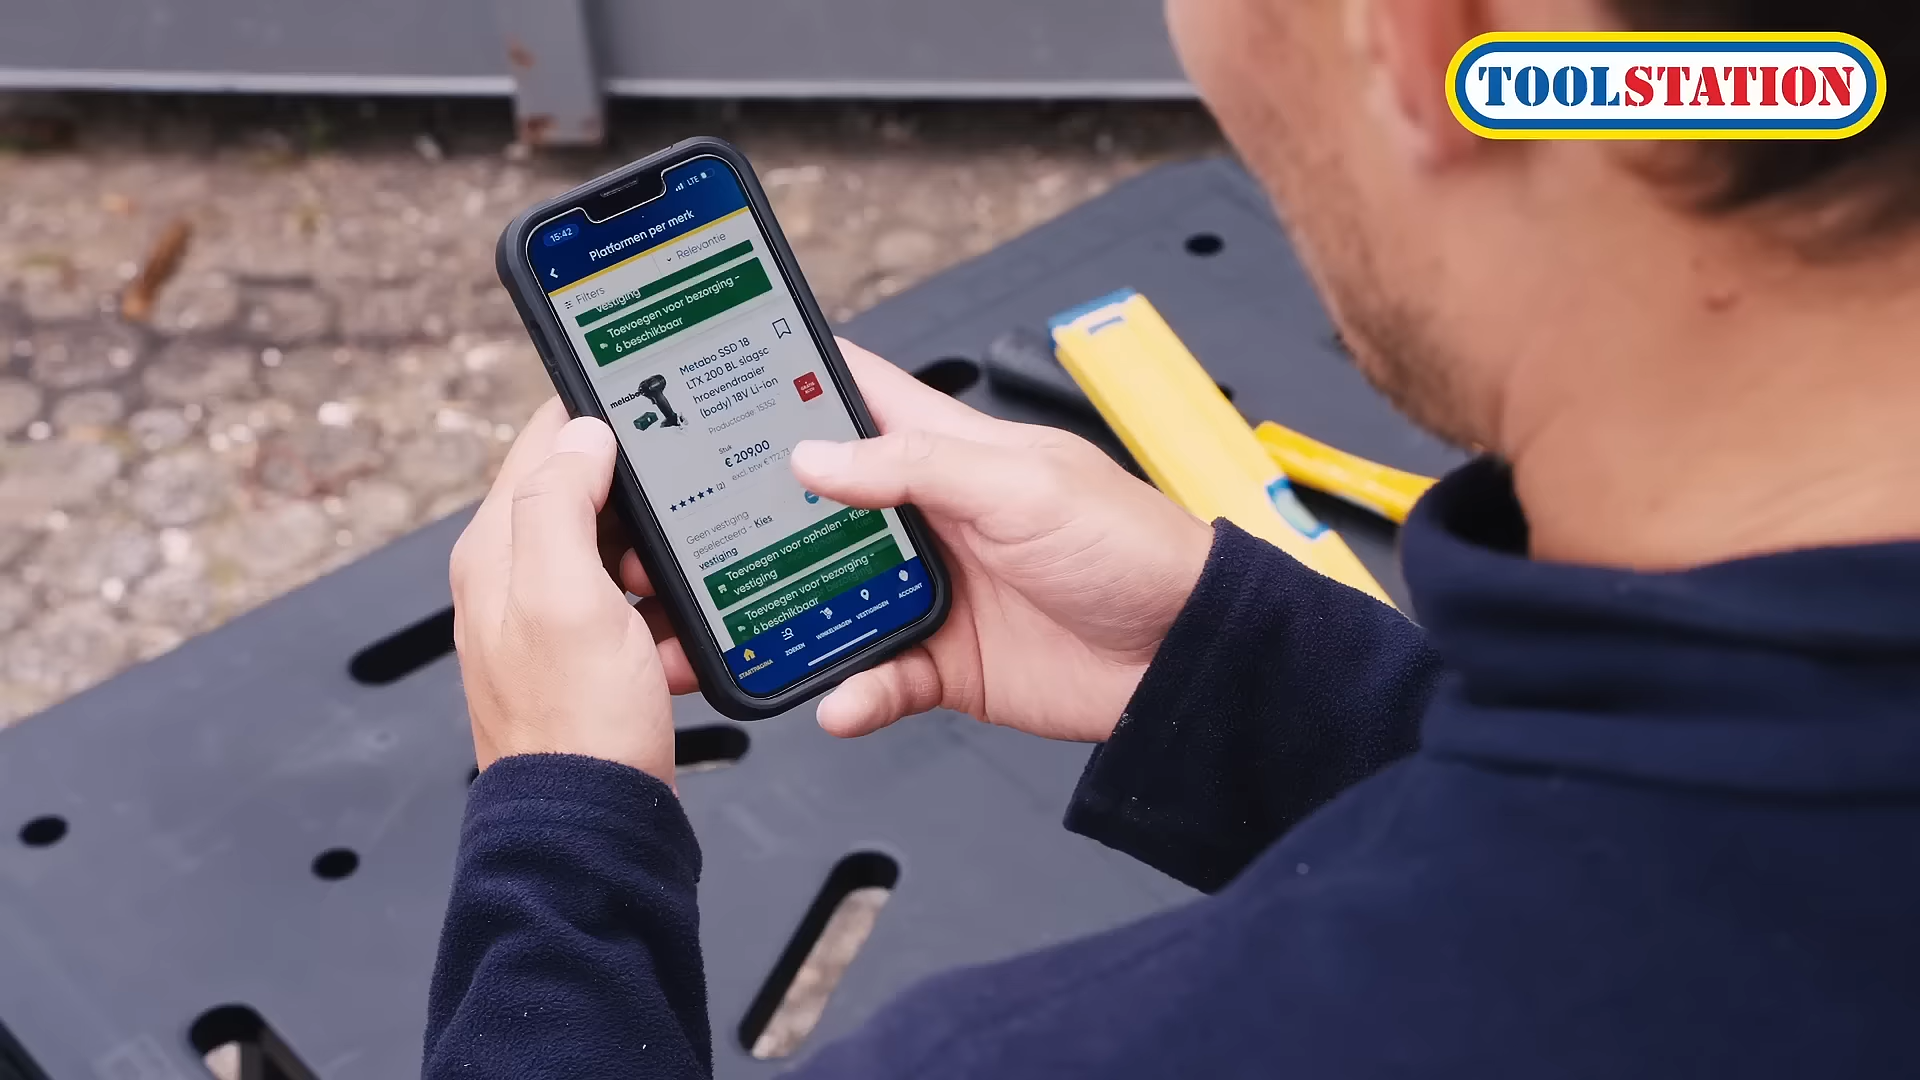 TOOLSTATION
15:42
LTE
Platformen per merk
Filters
Relevantie
vestiging
Toevoegen voor bezorging -
6 beschikbaar
metabo
Metabo SSD 18
LTX 200 BL slagsc
hroevendraaier
(body) 18V Li-ion
Productcode: 15352
Stuk
€ 209,00
excl. btw € 172,73
(2)
Geen vestiging
geselecteerd - Kies
vestiging
Toevoegen voor ophalen - Kies
vestiging
Toevoegen voor bezorging -
6 beschikbaar
STARTPAGINA
ZOEKEN
WINKELWAGEN
VESTIGINGEN
ACCOUNT